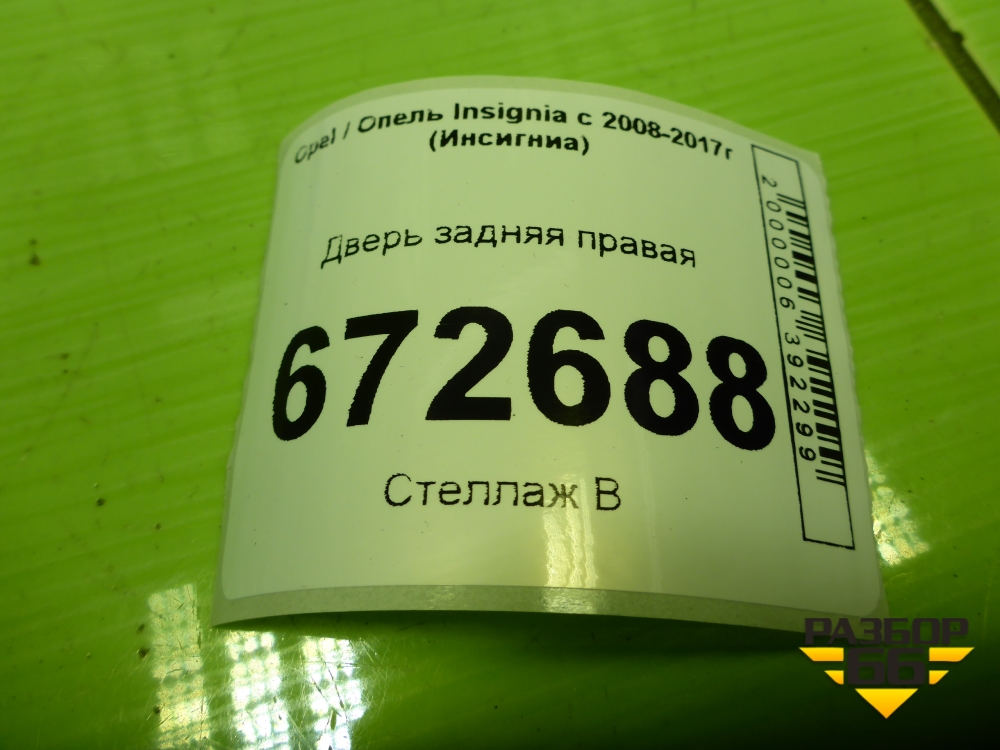 Opel / Опель Insignia с 2008-2017г
(Инсигниа)
Дверь задняя правая
672688
Стеллаж В
2000006392299
РАЗБОР
66